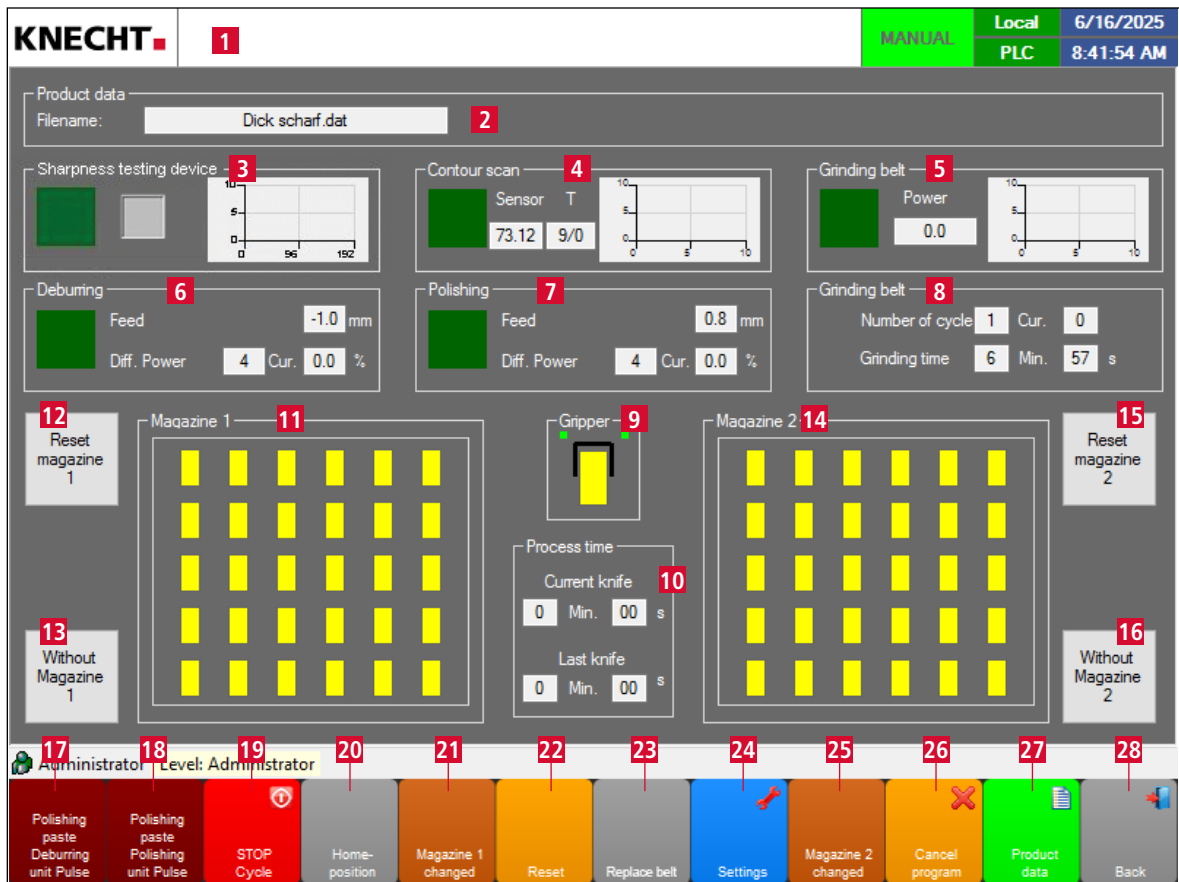 KNECHT
1
MANUAL
Local
6/16/2025
PLC
8:41:54 AM
Product data
Filename:
Dick scharf.dat
2
Sharpness testing device
3
10
5
0
0 96 192
Contour scan
4
Sensor T
73.12 9/0
10
5
0
0 5 10
Grinding belt
5
Power
0.0
10
5
0
0 5 10
Deburring
6
Feed -1.0 mm
Diff. Power 4 Cur. 0.0 %
Polishing
7
Feed 0.8 mm
Diff. Power 4 Cur. 0.0 %
Grinding belt
8
Number of cycle 1 Cur. 0
Grinding time 6 Min. 57 s
12
Reset
magazine
1
Magazine 1
11
Gripper
9
Magazine 2
14
15
Reset
magazine
2
Process time
Current knife
10
0 Min. 00 s
Last knife
0 Min. 00 s
13
Without
Magazine
1
16
Without
Magazine
2
Administrator Level: Administrator
17
18
19
20
21
22
23
24
25
26
27
28
Polishing
paste
Deburring
unit Pulse
Polishing
paste
Polishing
unit Pulse
STOP
Cycle
Home-
position
Magazine 1
changed
Reset
Replace belt
Settings
Magazine 2
changed
Cancel
program
Product
data
Back